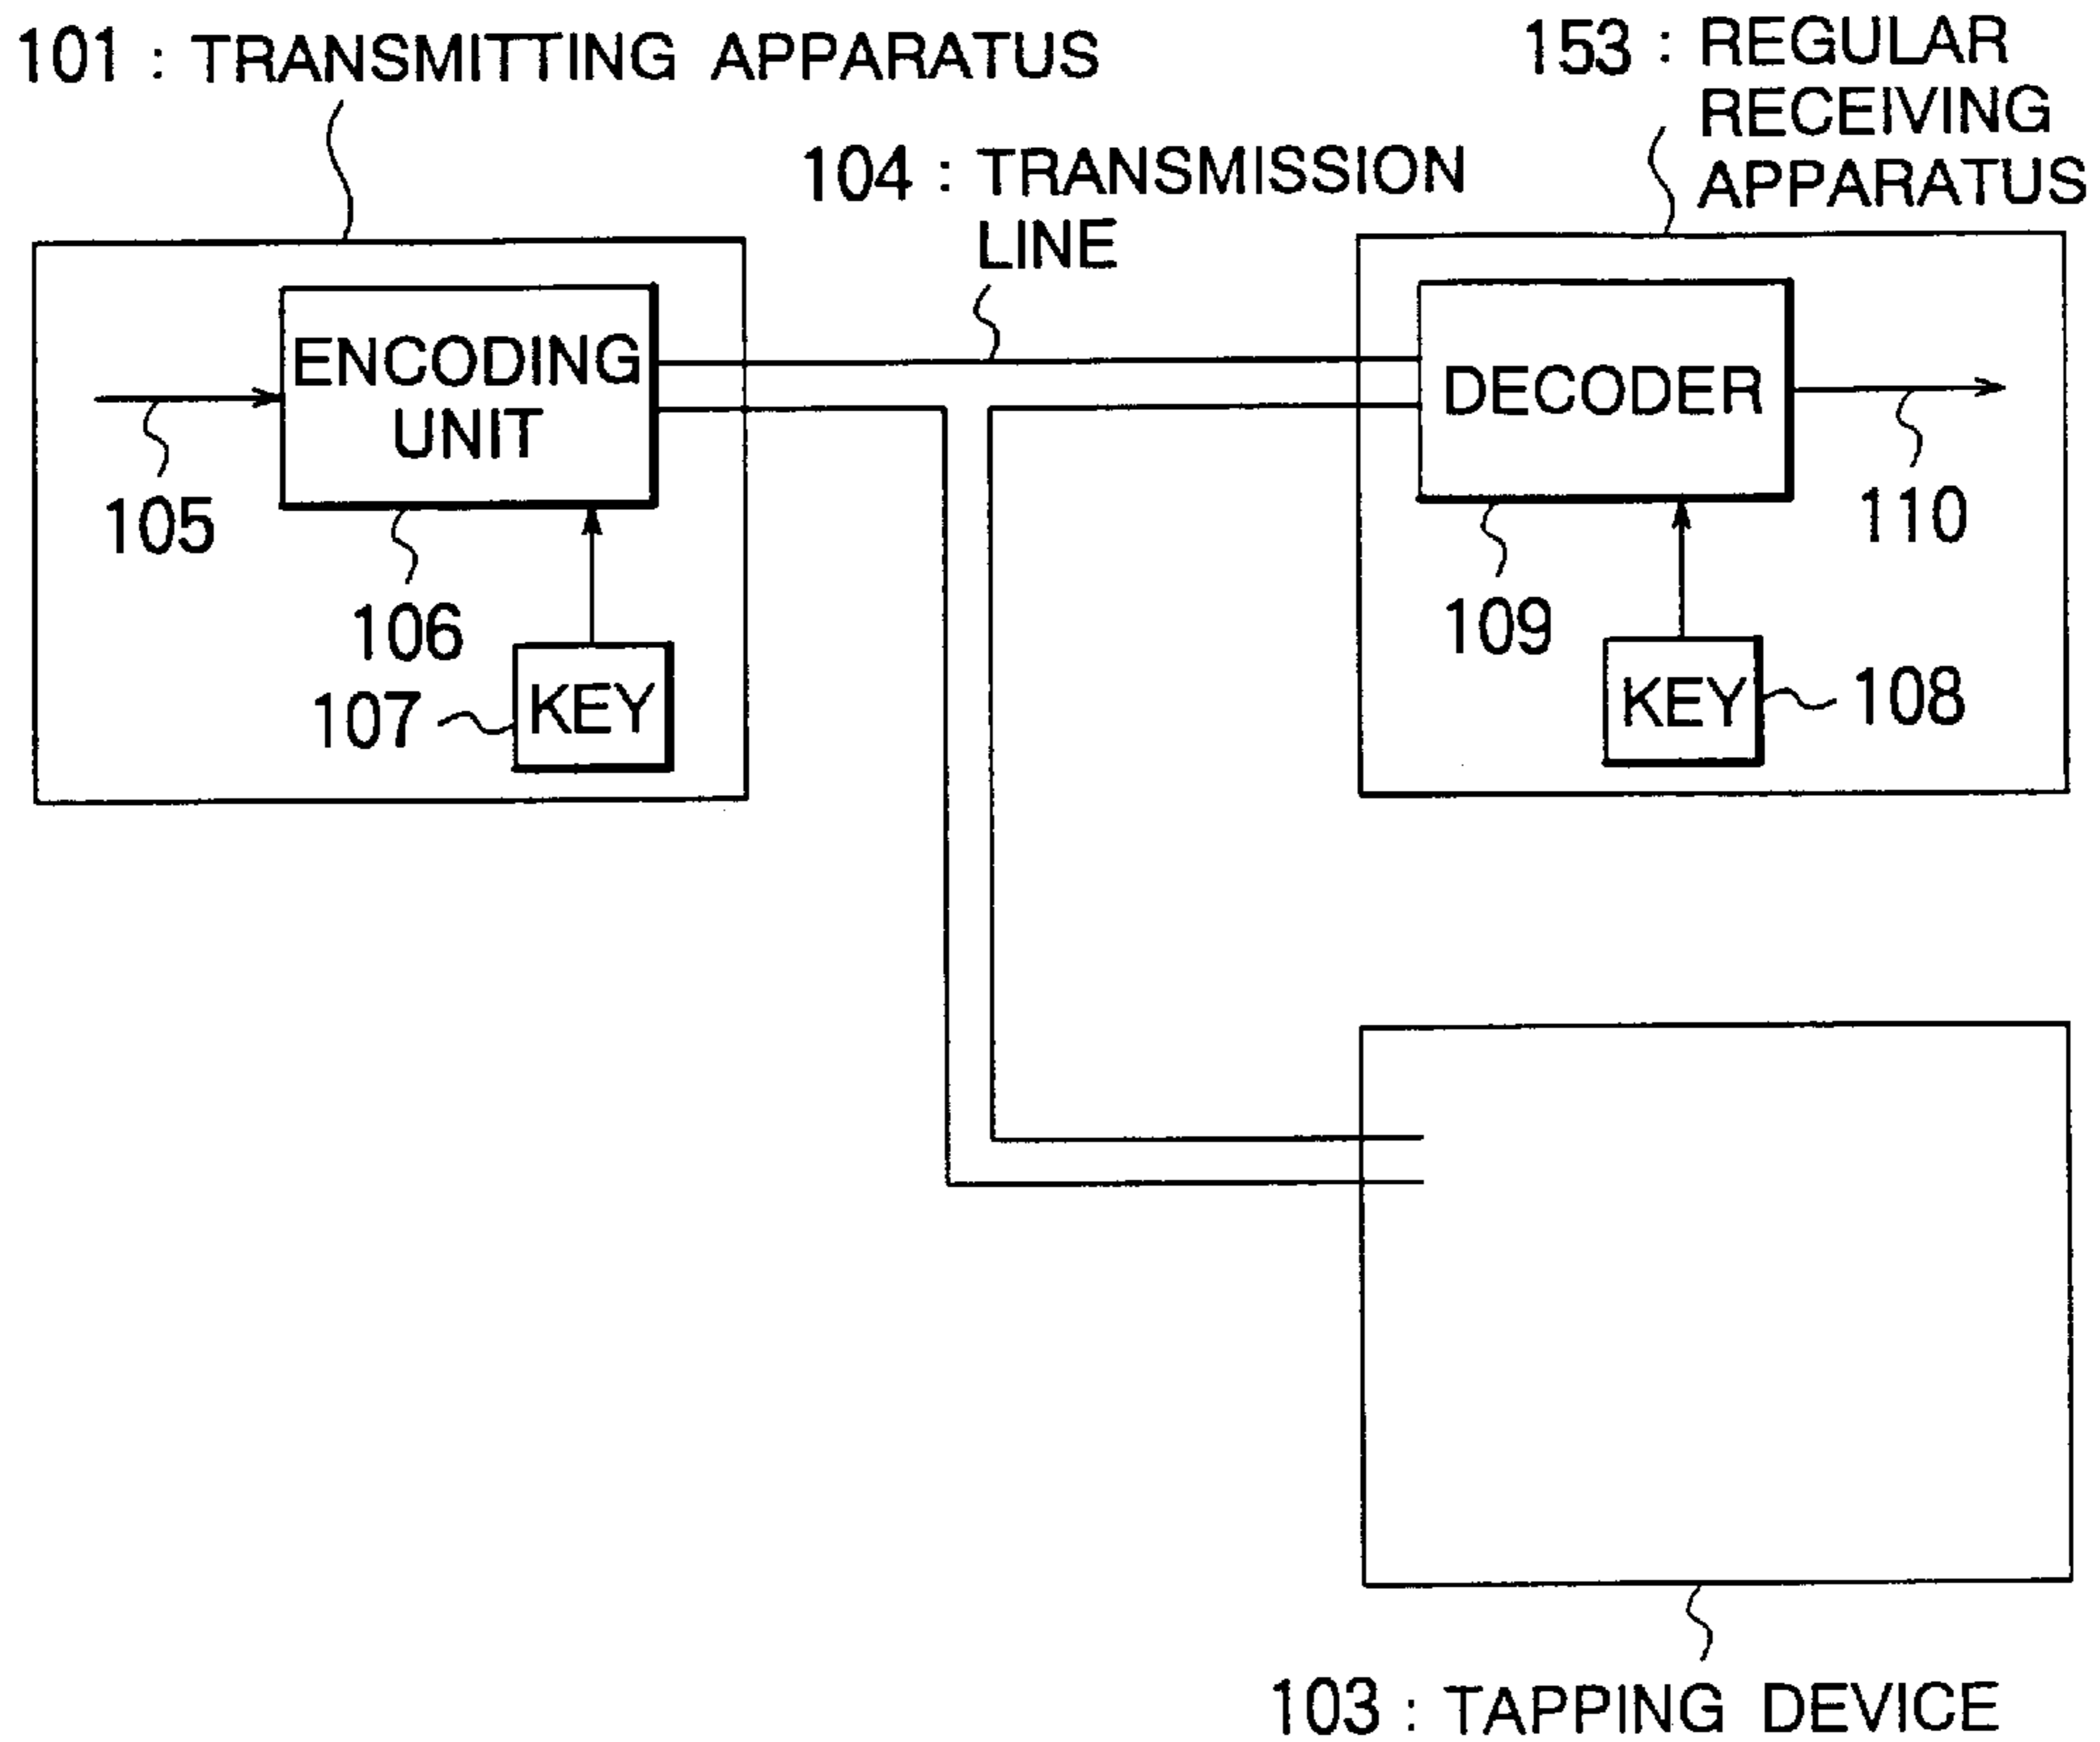 101 : TRANSMITTING APPARATUS
153 : REGULAR
RECEIVING
APPARATUS
104 : TRANSMISSION
LINE
ENCODING
UNIT
DECODER
105
110
106
109
107
KEY
KEY
108
103 : TAPPING DEVICE